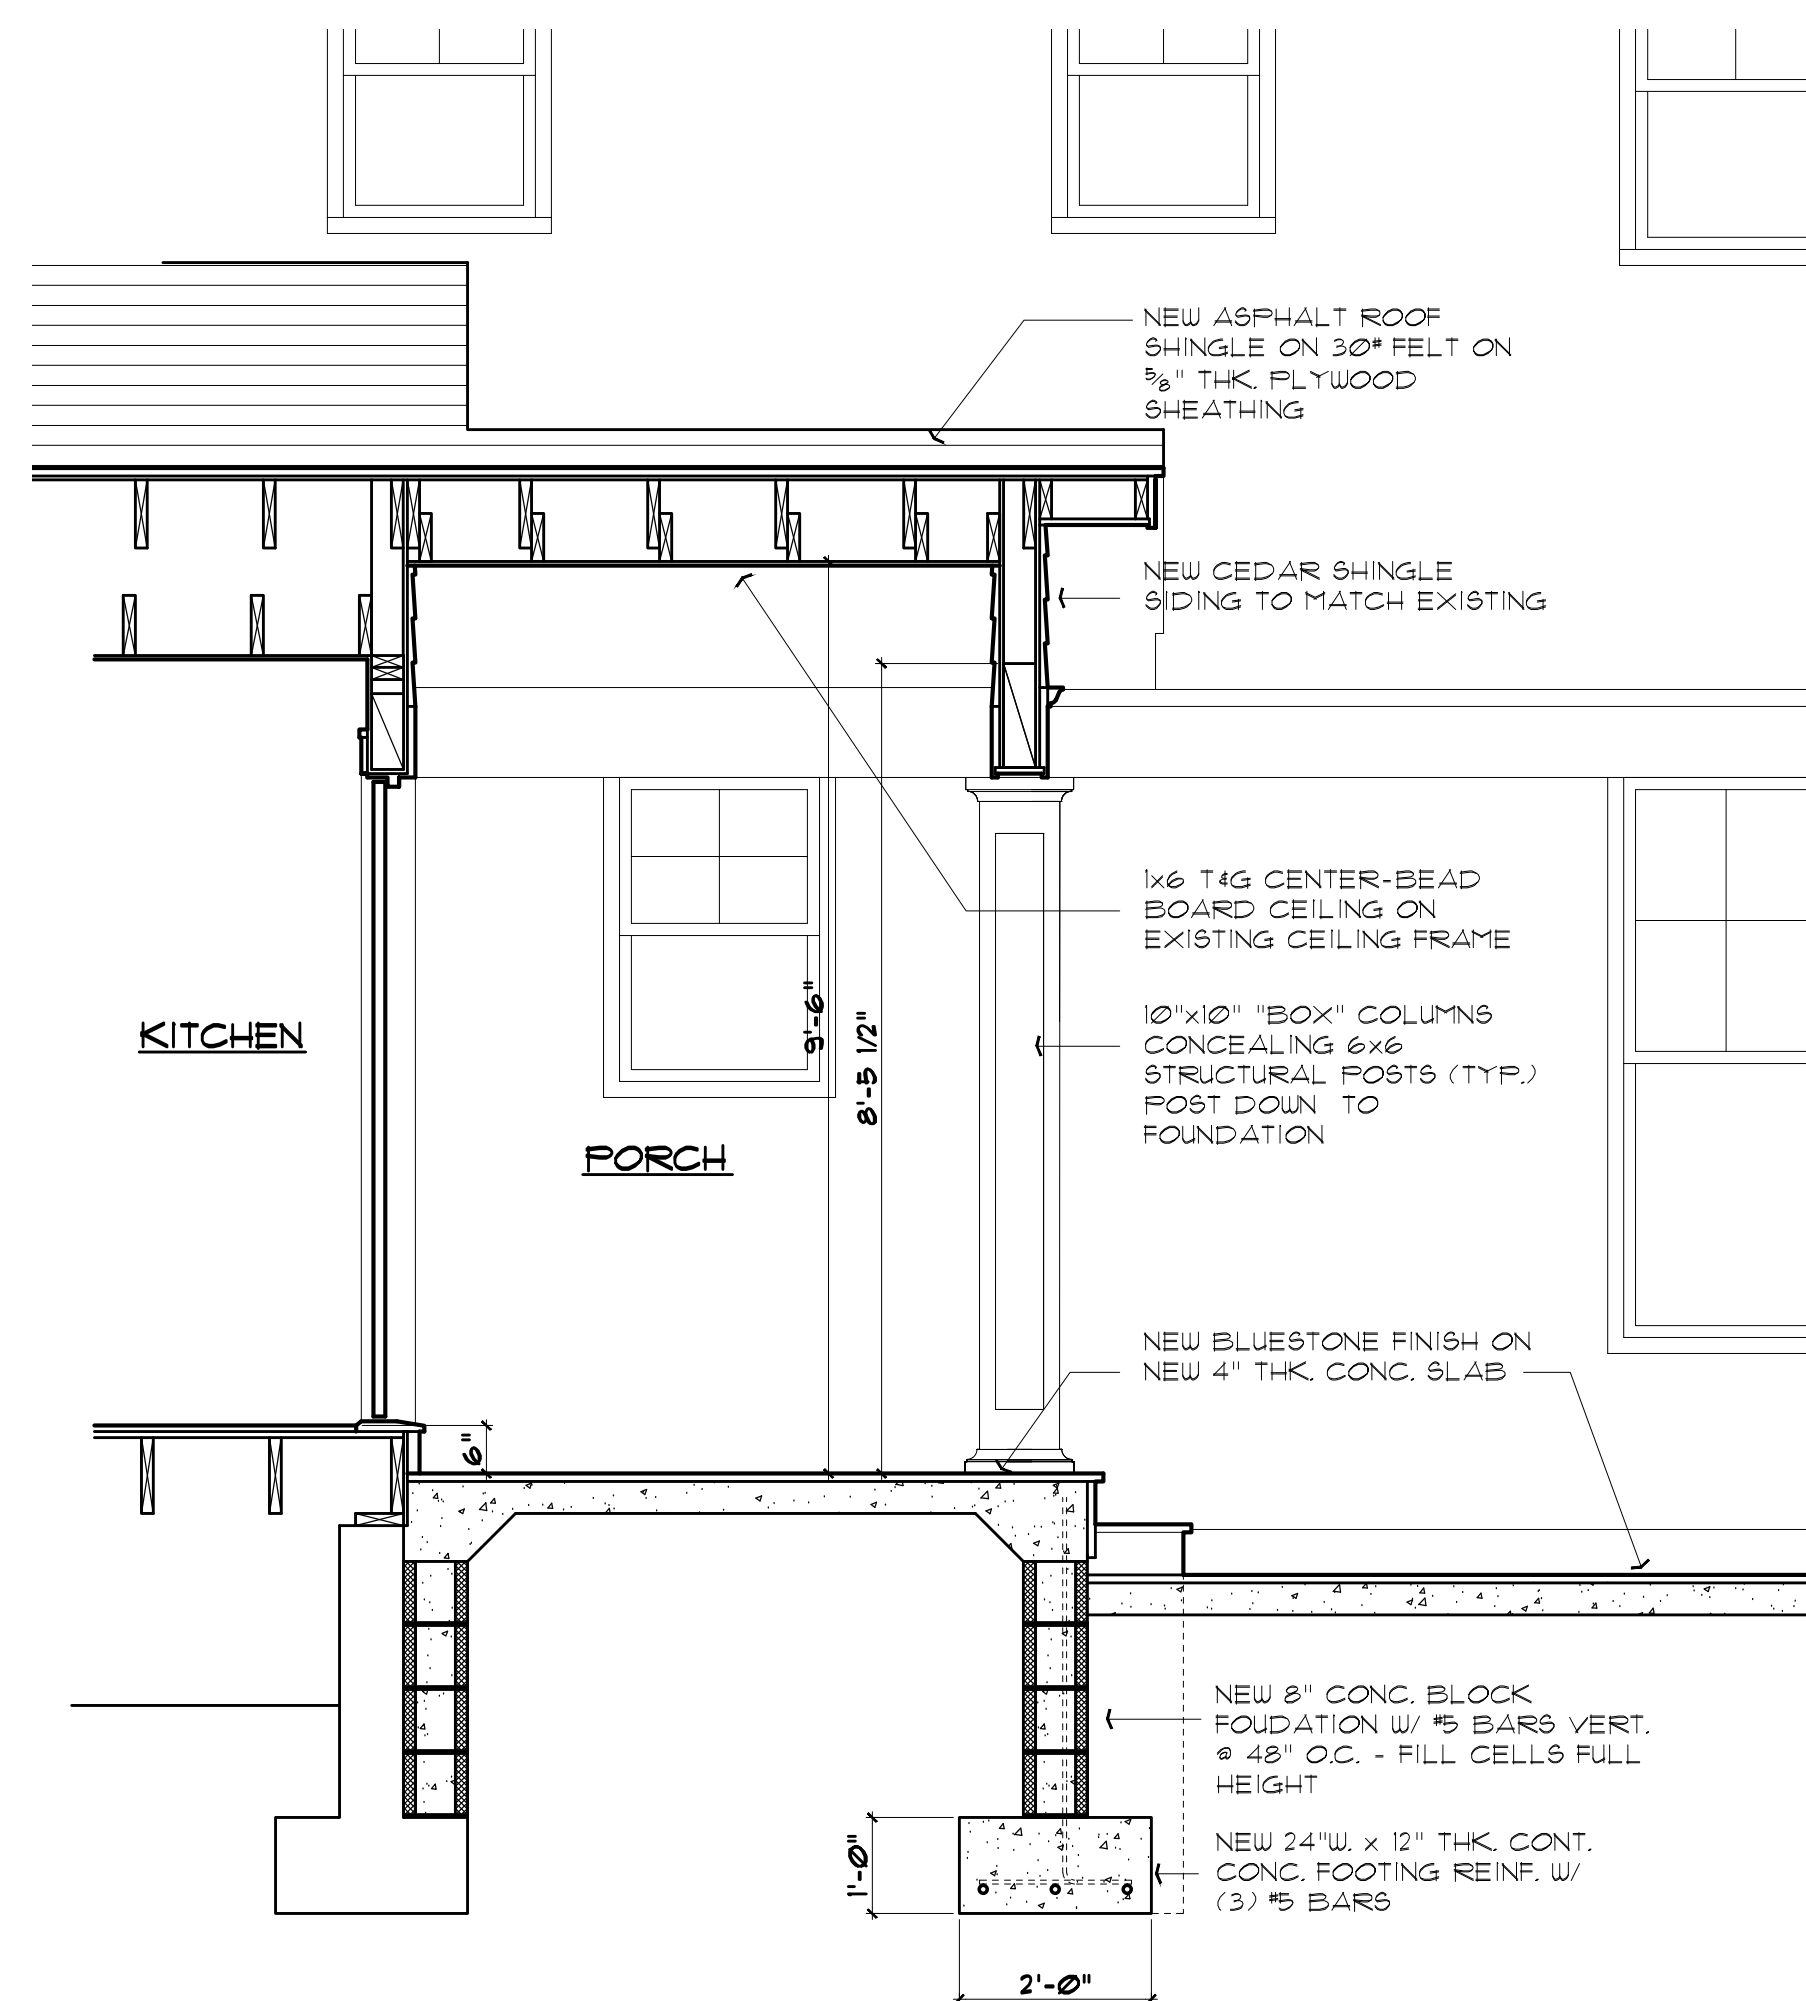 NEW ASPHALT ROOF
SHINGLE ON 30# FELT ON
5/8" THK. PLYWOOD
SHEATHING
NEW CEDAR SHINGLE
SIDING TO MATCH EXISTING
1x6 T&G CENTER-BEAD
BOARD CEILING ON
EXISTING CEILING FRAME
10"x10" "BOX" COLUMNS
CONCEALING 6x6
STRUCTURAL POSTS (TYP.)
POST DOWN TO
FOUNDATION
9'-6"
8'-5 1/2"
KITCHEN
PORCH
NEW BLUESTONE FINISH ON
NEW 4" THK. CONC. SLAB
6"
NEW 8" CONC. BLOCK
FOUDATION W/ #5 BARS VERT.
@ 48" O.C. - FILL CELLS FULL
HEIGHT
1'-0"
NEW 24"W. x 12" THK. CONT.
CONC. FOOTING REINF. W/
(3) #5 BARS
2'-0"